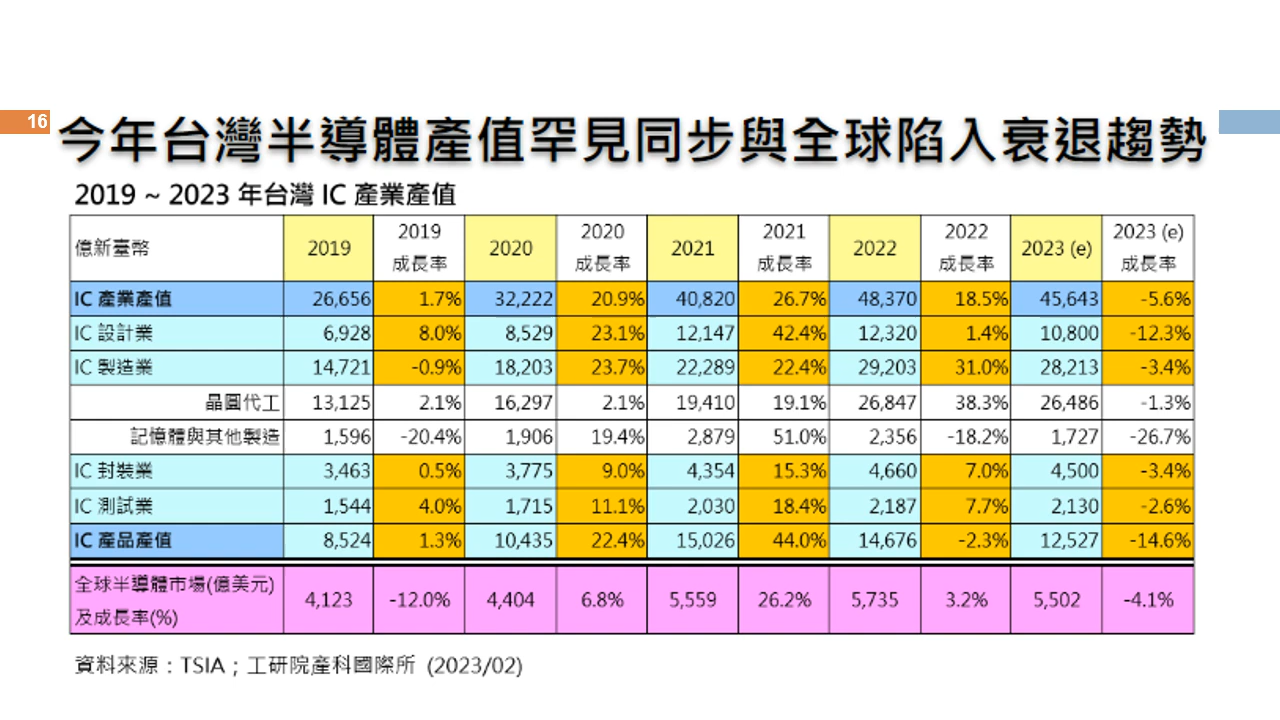 16
今年台灣半導體產值罕見同步與全球陷入衰退趨勢
2019 ~ 2023 年台灣 IC 產業產值
億新臺幣 2019 2019 成長率 2020 2020 成長率 2021 2021 成長率 2022 2022 成長率 2023 (e) 2023 (e) 成長率
IC 產業產值 26,656 1.7% 32,222 20.9% 40,820 26.7% 48,370 18.5% 45,643 -5.6%
IC 設計業 6,928 8.0% 8,529 23.1% 12,147 42.4% 12,320 1.4% 10,800 -12.3%
IC 製造業 14,721 -0.9% 18,203 23.7% 22,289 22.4% 29,203 31.0% 28,213 -3.4%
晶圓代工 13,125 2.1% 16,297 2.1% 19,410 19.1% 26,847 38.3% 26,486 -1.3%
記憶體與其他製造 1,596 -20.4% 1,906 19.4% 2,879 51.0% 2,356 -18.2% 1,727 -26.7%
IC 封裝業 3,463 0.5% 3,775 9.0% 4,354 15.3% 4,660 7.0% 4,500 -3.4%
IC 測試業 1,544 4.0% 1,715 11.1% 2,030 18.4% 2,187 7.7% 2,130 -2.6%
IC 產品產值 8,524 1.3% 10,435 22.4% 15,026 44.0% 14,676 -2.3% 12,527 -14.6%
全球半導體市場(億美元)
及成長率(%) 4,123 -12.0% 4,404 6.8% 5,559 26.2% 5,735 3.2% 5,502 -4.1%
資料來源：TSIA；工研院產科國際所 (2023/02)